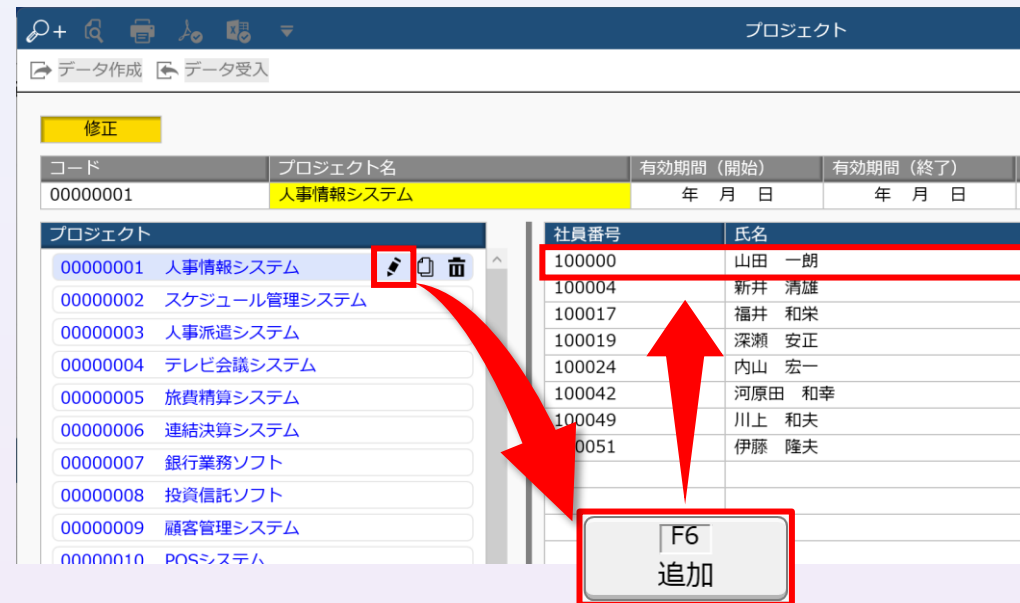 プロジェクト
データ作成 データ受入
修正
コード プロジェクト名 有効期間（開始） 有効期間（終了）
00000001 人事情報システム 年 月 日 年 月 日
プロジェクト
00000001 人事情報システム
00000002 スケジュール管理システム
00000003 人事派遣システム
00000004 テレビ会議システム
00000005 旅費精算システム
00000006 連結決算システム
00000007 銀行業務ソフト
00000008 投資信託ソフト
00000009 顧客管理システム
00000010 POSシステム
社員番号 氏名
100000 山田 一朗
100004 新井 清雄
100017 福井 和栄
100019 深瀬 安正
100024 内山 宏一
100042 河原田 和幸
100049 川上 和夫
0051 伊藤 隆夫
F6
追加